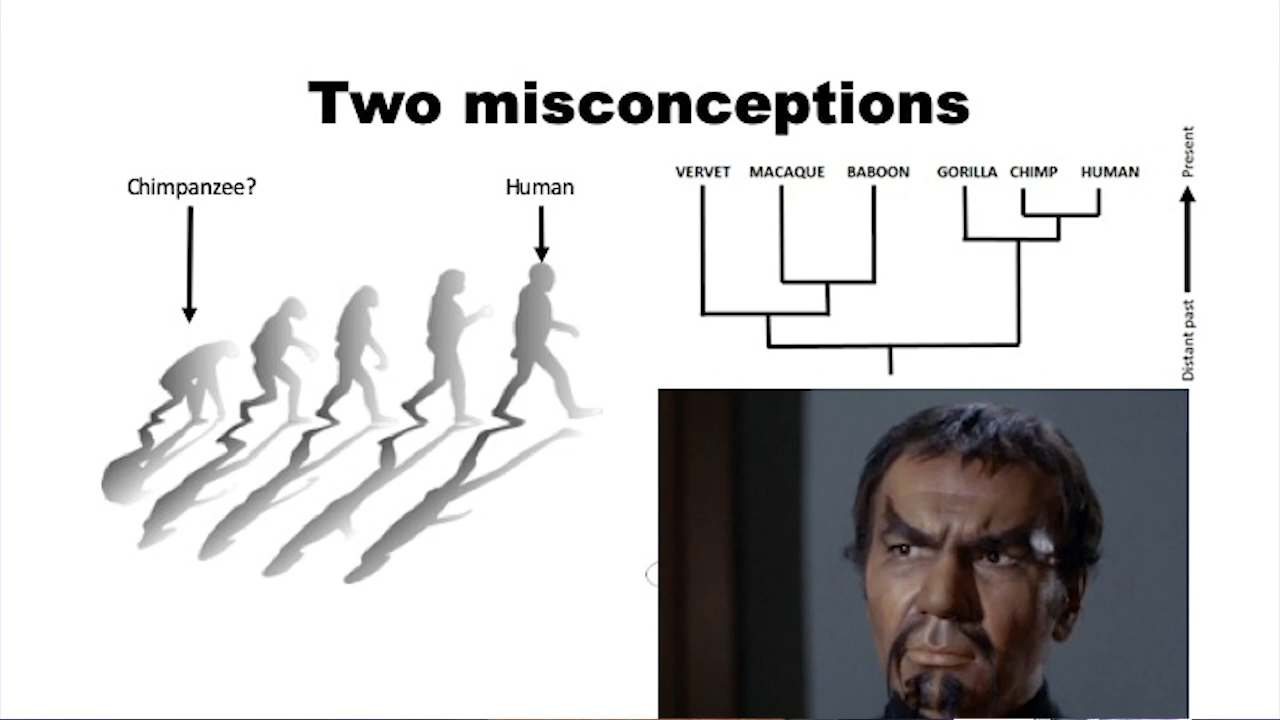 Two misconceptions
Chimpanzee?
Human
VERVET MACAQUE BABOON GORILLA CHIMP HUMAN
Present
Distant past